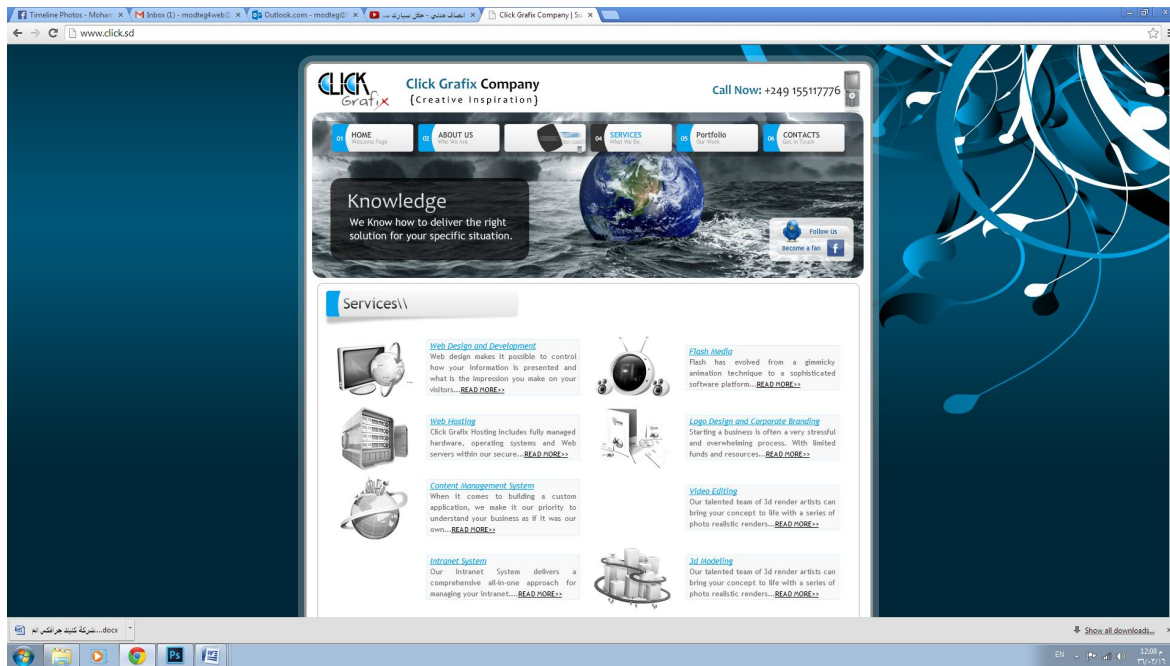 Timeline Photos - Moham
Inbox (1) - modteg4web@
Outlook.com - modteg@
Click Grafix Company | Su
www.click.sd
CLICK
Grafix
Click Grafix Company
{Creative Inspiration}
Call Now: +249 155117776
01 HOME
Welcome Page
02 ABOUT US
Who We Are
04 SERVICES
What We Do
05 Portfolio
Our Work
06 CONTACTS
Get In Touch
Knowledge
We Know how to deliver the right
solution for your specific situation.
Follow Us
Become a fan
Services\\
Web Design and Development
Web design makes it possible to control
how your information is presented and
what is the impression you make on your
visitors...READ MORE>>
Flash Media
Flash has evolved from a gimmicky
animation technique to a sophisticated
software platform...READ MORE>>
Web Hosting
Click Grafix Hosting includes fully managed
hardware, operating systems and Web
servers within our secure...READ MORE>>
Logo Design and Corporate Branding
Starting a business is often a very stressful
and overwhelming process. With limited
funds and resources...READ MORE>>
Content Management System
When it comes to building a custom
application, we make it our priority to
understand your business as if it was our
own...READ MORE>>
Video Editing
Our talented team of 3d render artists can
bring your concept to life with a series of
photo realistic renders...READ MORE>>
Intranet System
Our Intranet System delivers a
comprehensive all-in-one approach for
managing your intranet....READ MORE>>
3d Modeling
Our talented team of 3d render artists can
bring your concept to life with a series of
photo realistic renders...READ MORE>>
شركة كليك جرافكس الم....docx
Show all downloads...
Ps
EN
12:08 م